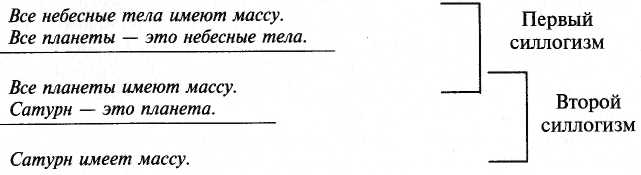 Все небесные тела имеют массу.
Все планеты — это небесные тела.
Первый
силлогизм
Все планеты имеют массу.
Сатурн — это планета.
Второй
силлогизм
Сатурн имеет массу.